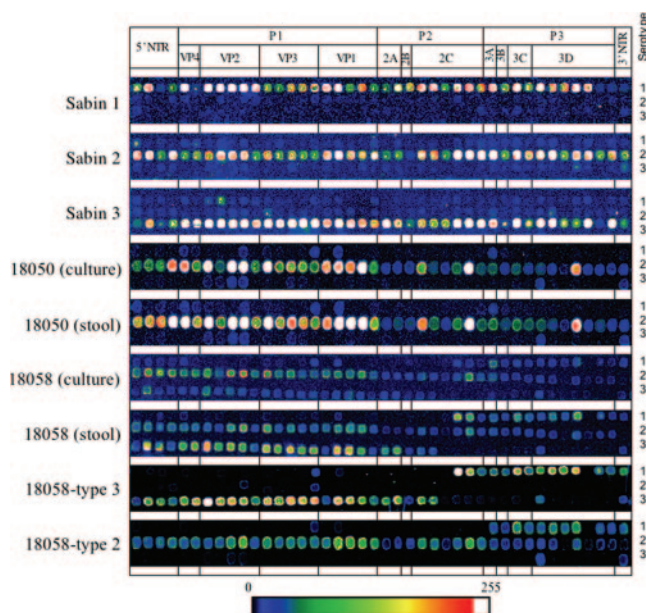 P1 P2 P3
5'NTR VP4 VP2 VP3 VP1 2A 2B 2C 3A 3B 3C 3D 3'NTR Serotype
Sabin 1 1 2 3
Sabin 2 1 2 3
Sabin 3 1 2 3
18050 (culture) 1 2 3
18050 (stool) 1 2 3
18058 (culture) 1 2 3
18058 (stool) 1 2 3
18058-type 3 1 2 3
18058-type 2 1 2 3
0 255